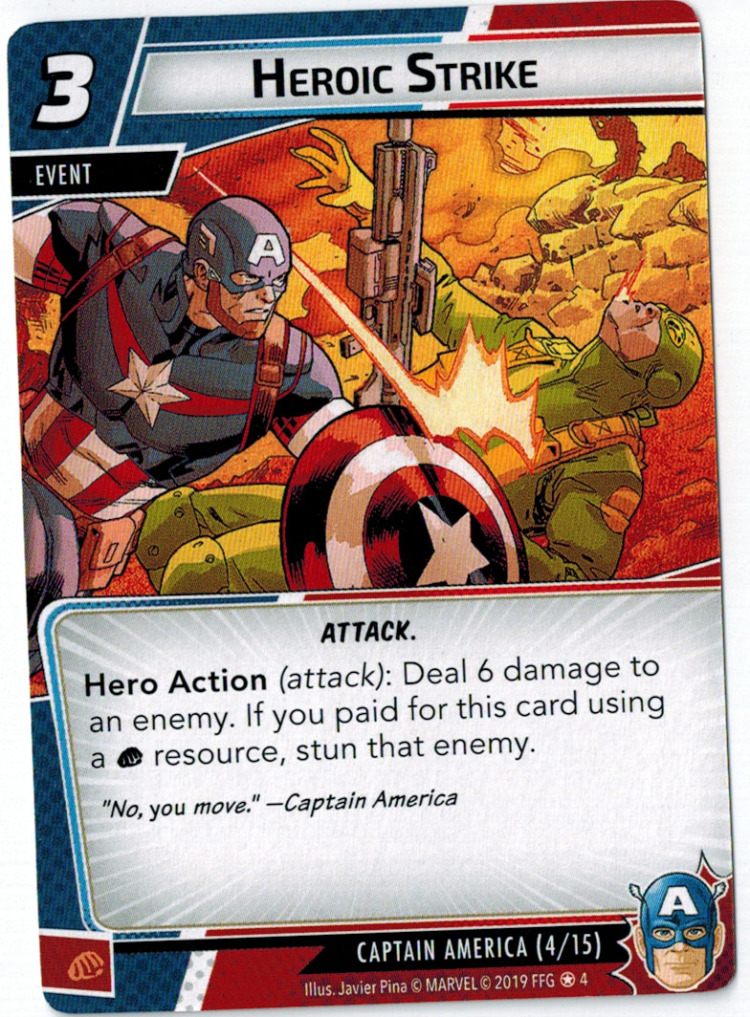 3
HEROIC STRIKE
EVENT
A
ATTACK.
Hero Action (attack): Deal 6 damage to
an enemy. If you paid for this card using
a resource, stun that enemy.
"No, you move." —Captain America
A
CAPTAIN AMERICA (4/15)
Illus. Javier Pina © MARVEL © 2019 FFG 4